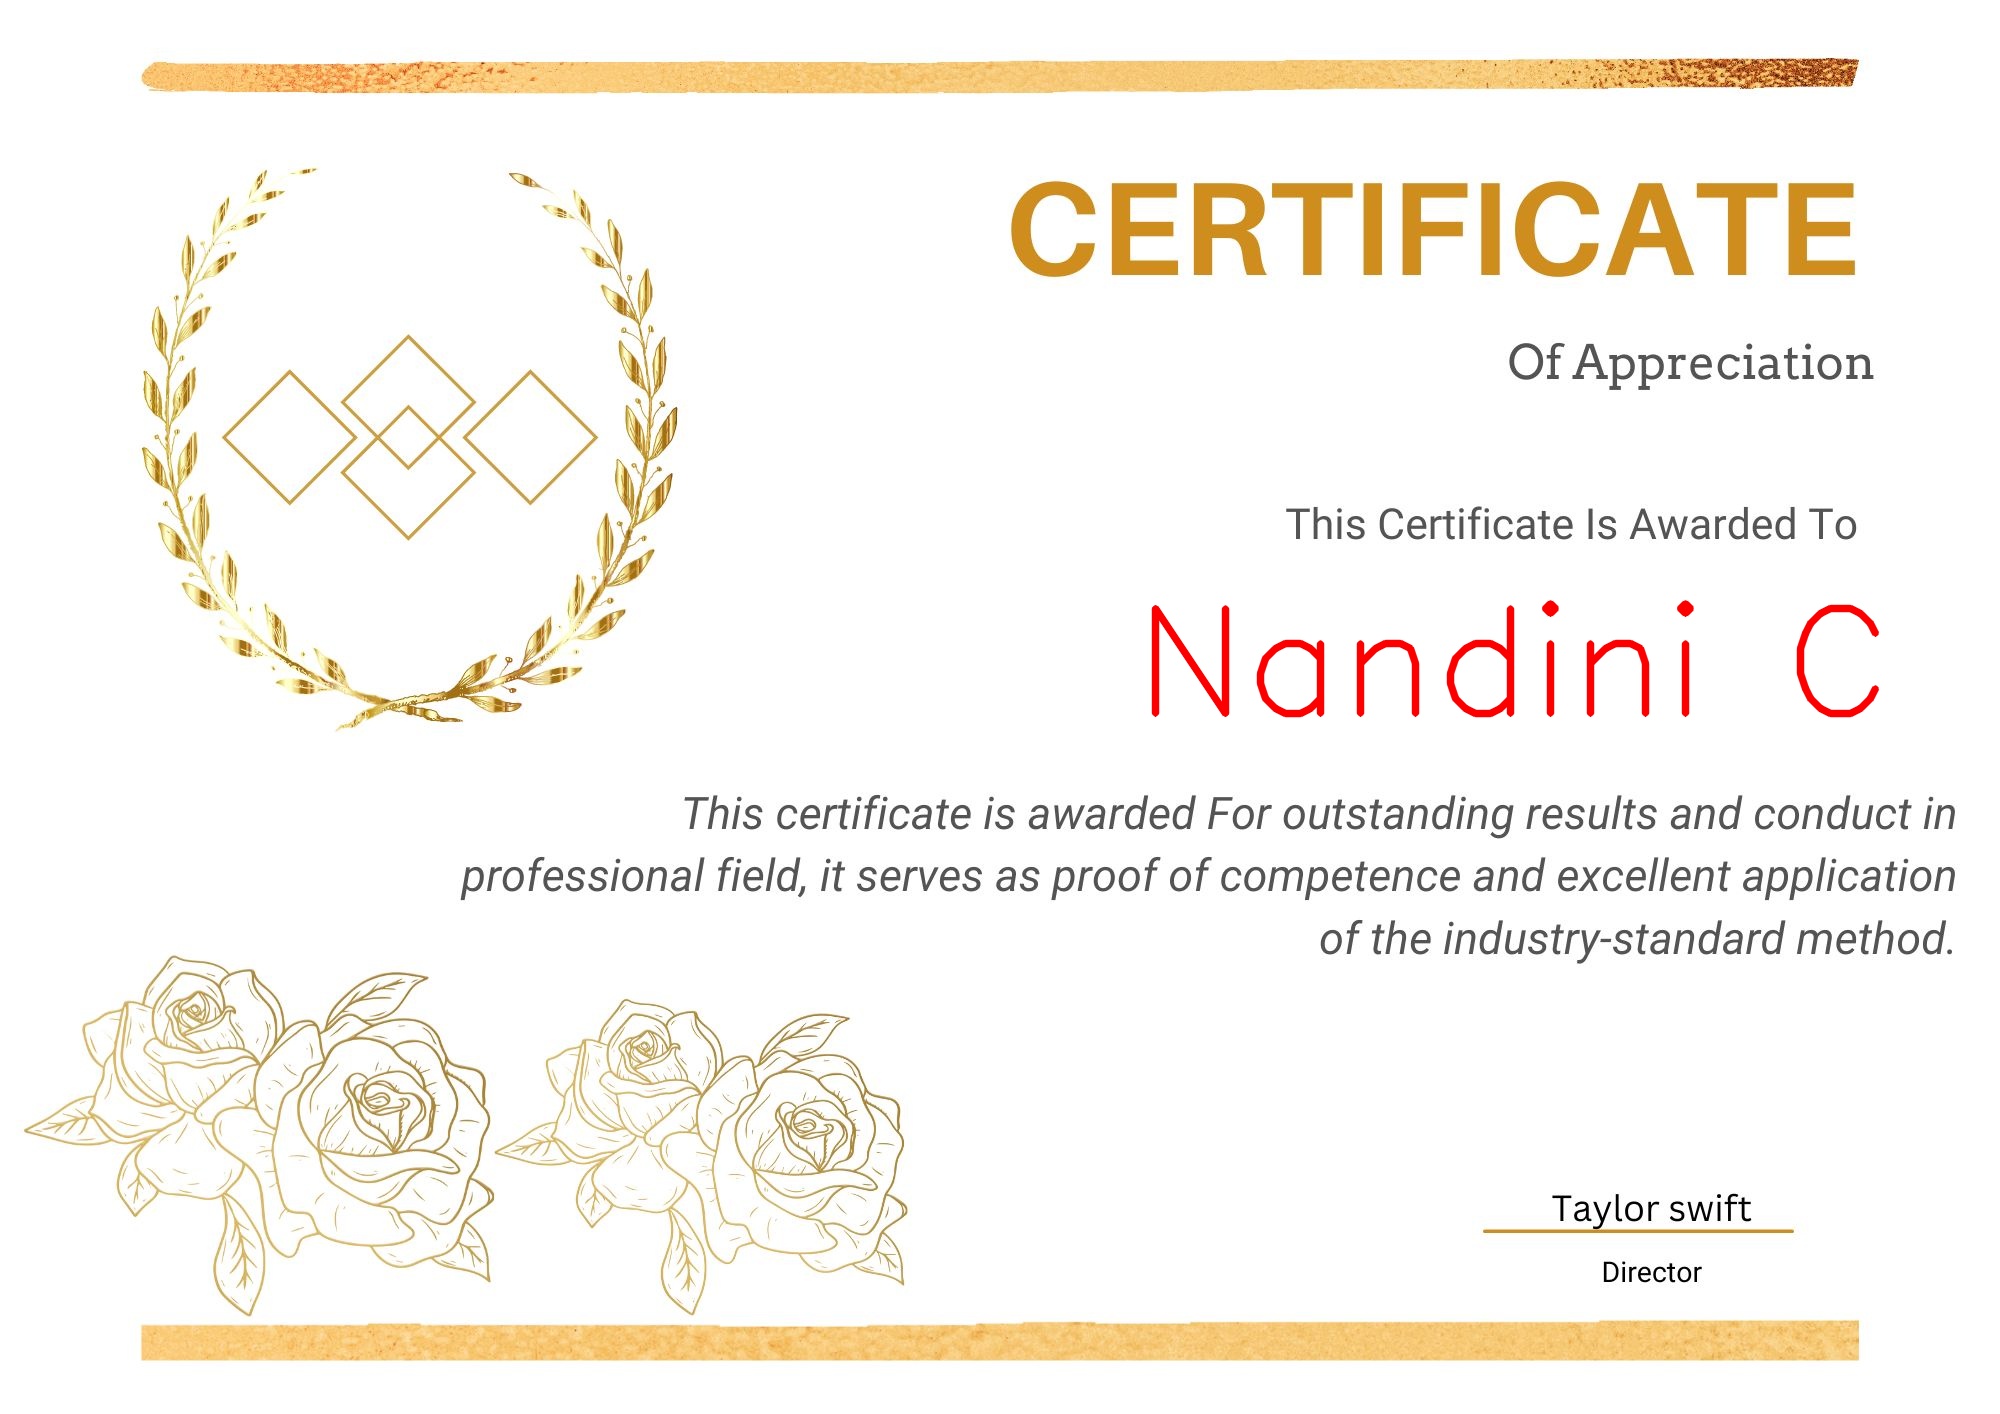 CERTIFICATE
Of Appreciation
This Certificate Is Awarded To
Nandini C
This certificate is awarded For outstanding results and conduct in
professional field, it serves as proof of competence and excellent application
of the industry-standard method.
Taylor swift
Director